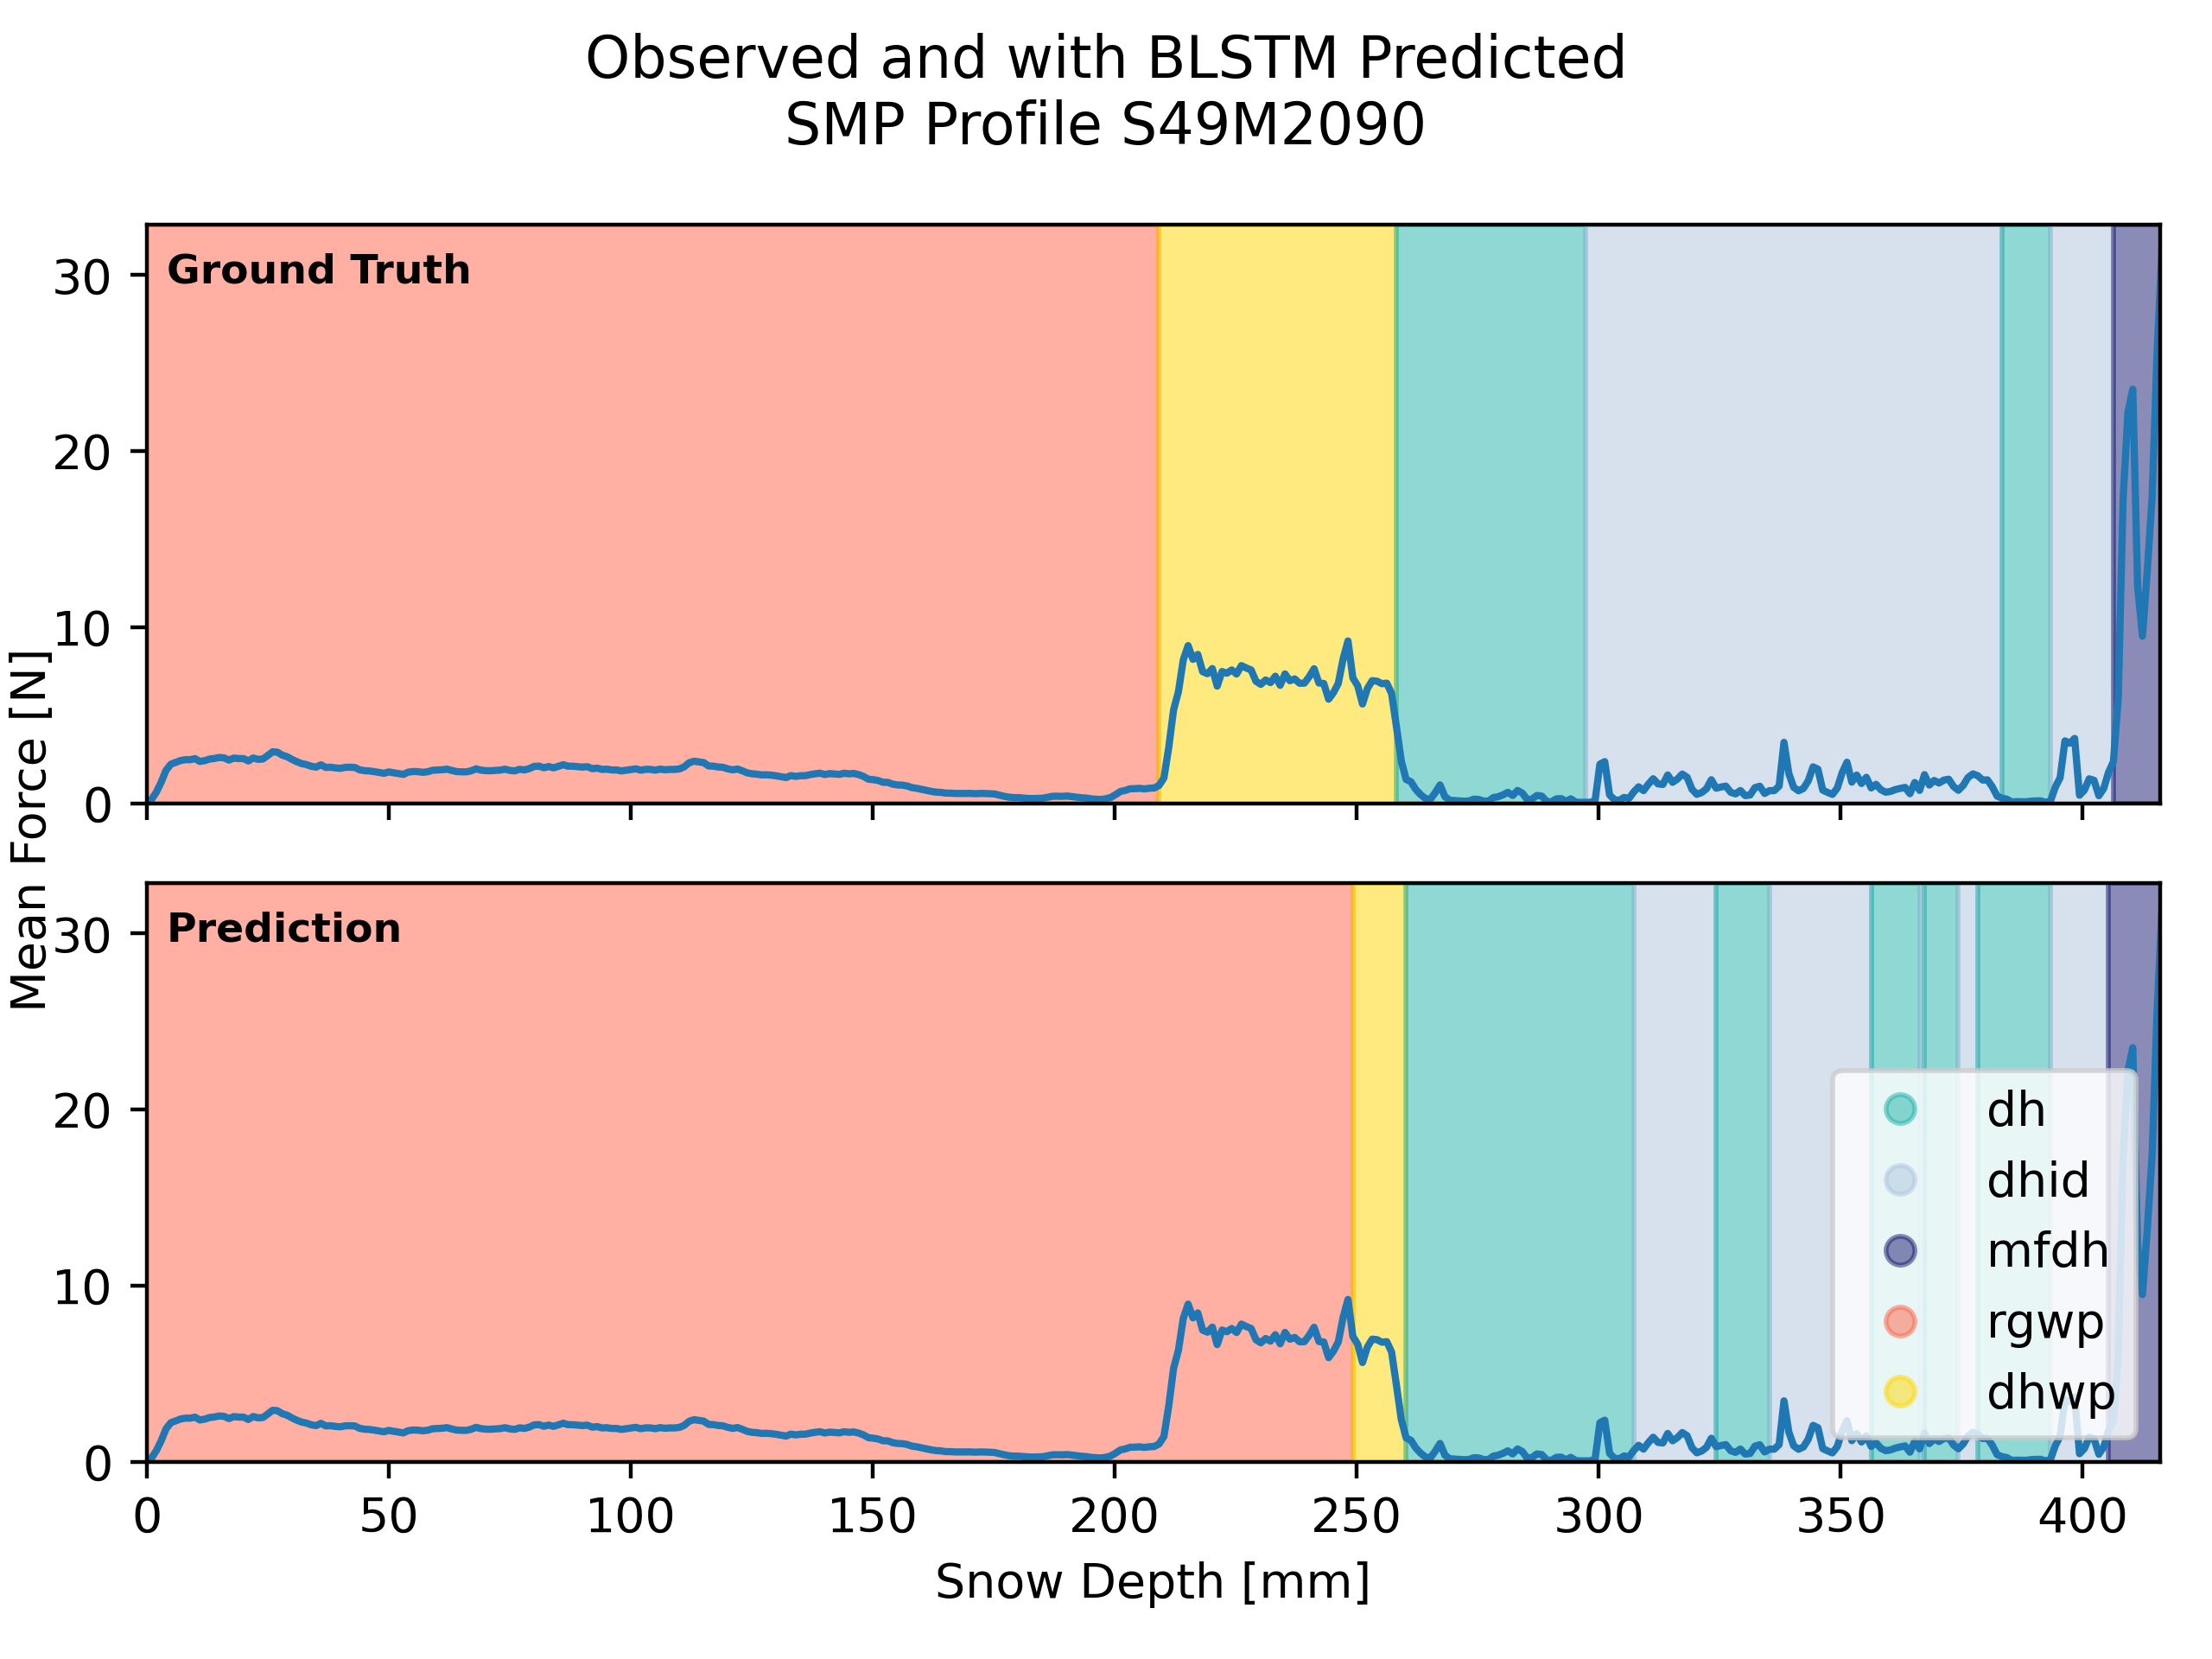 Observed and with BLSTM Predicted
SMP Profile S49M2090
Ground Truth
30
20
10
0
Mean Force [N]
Prediction
30
20
10
0
dh
dhid
mfdh
rgwp
dhwp
0 50 100 150 200 250 300 350 400
Snow Depth [mm]